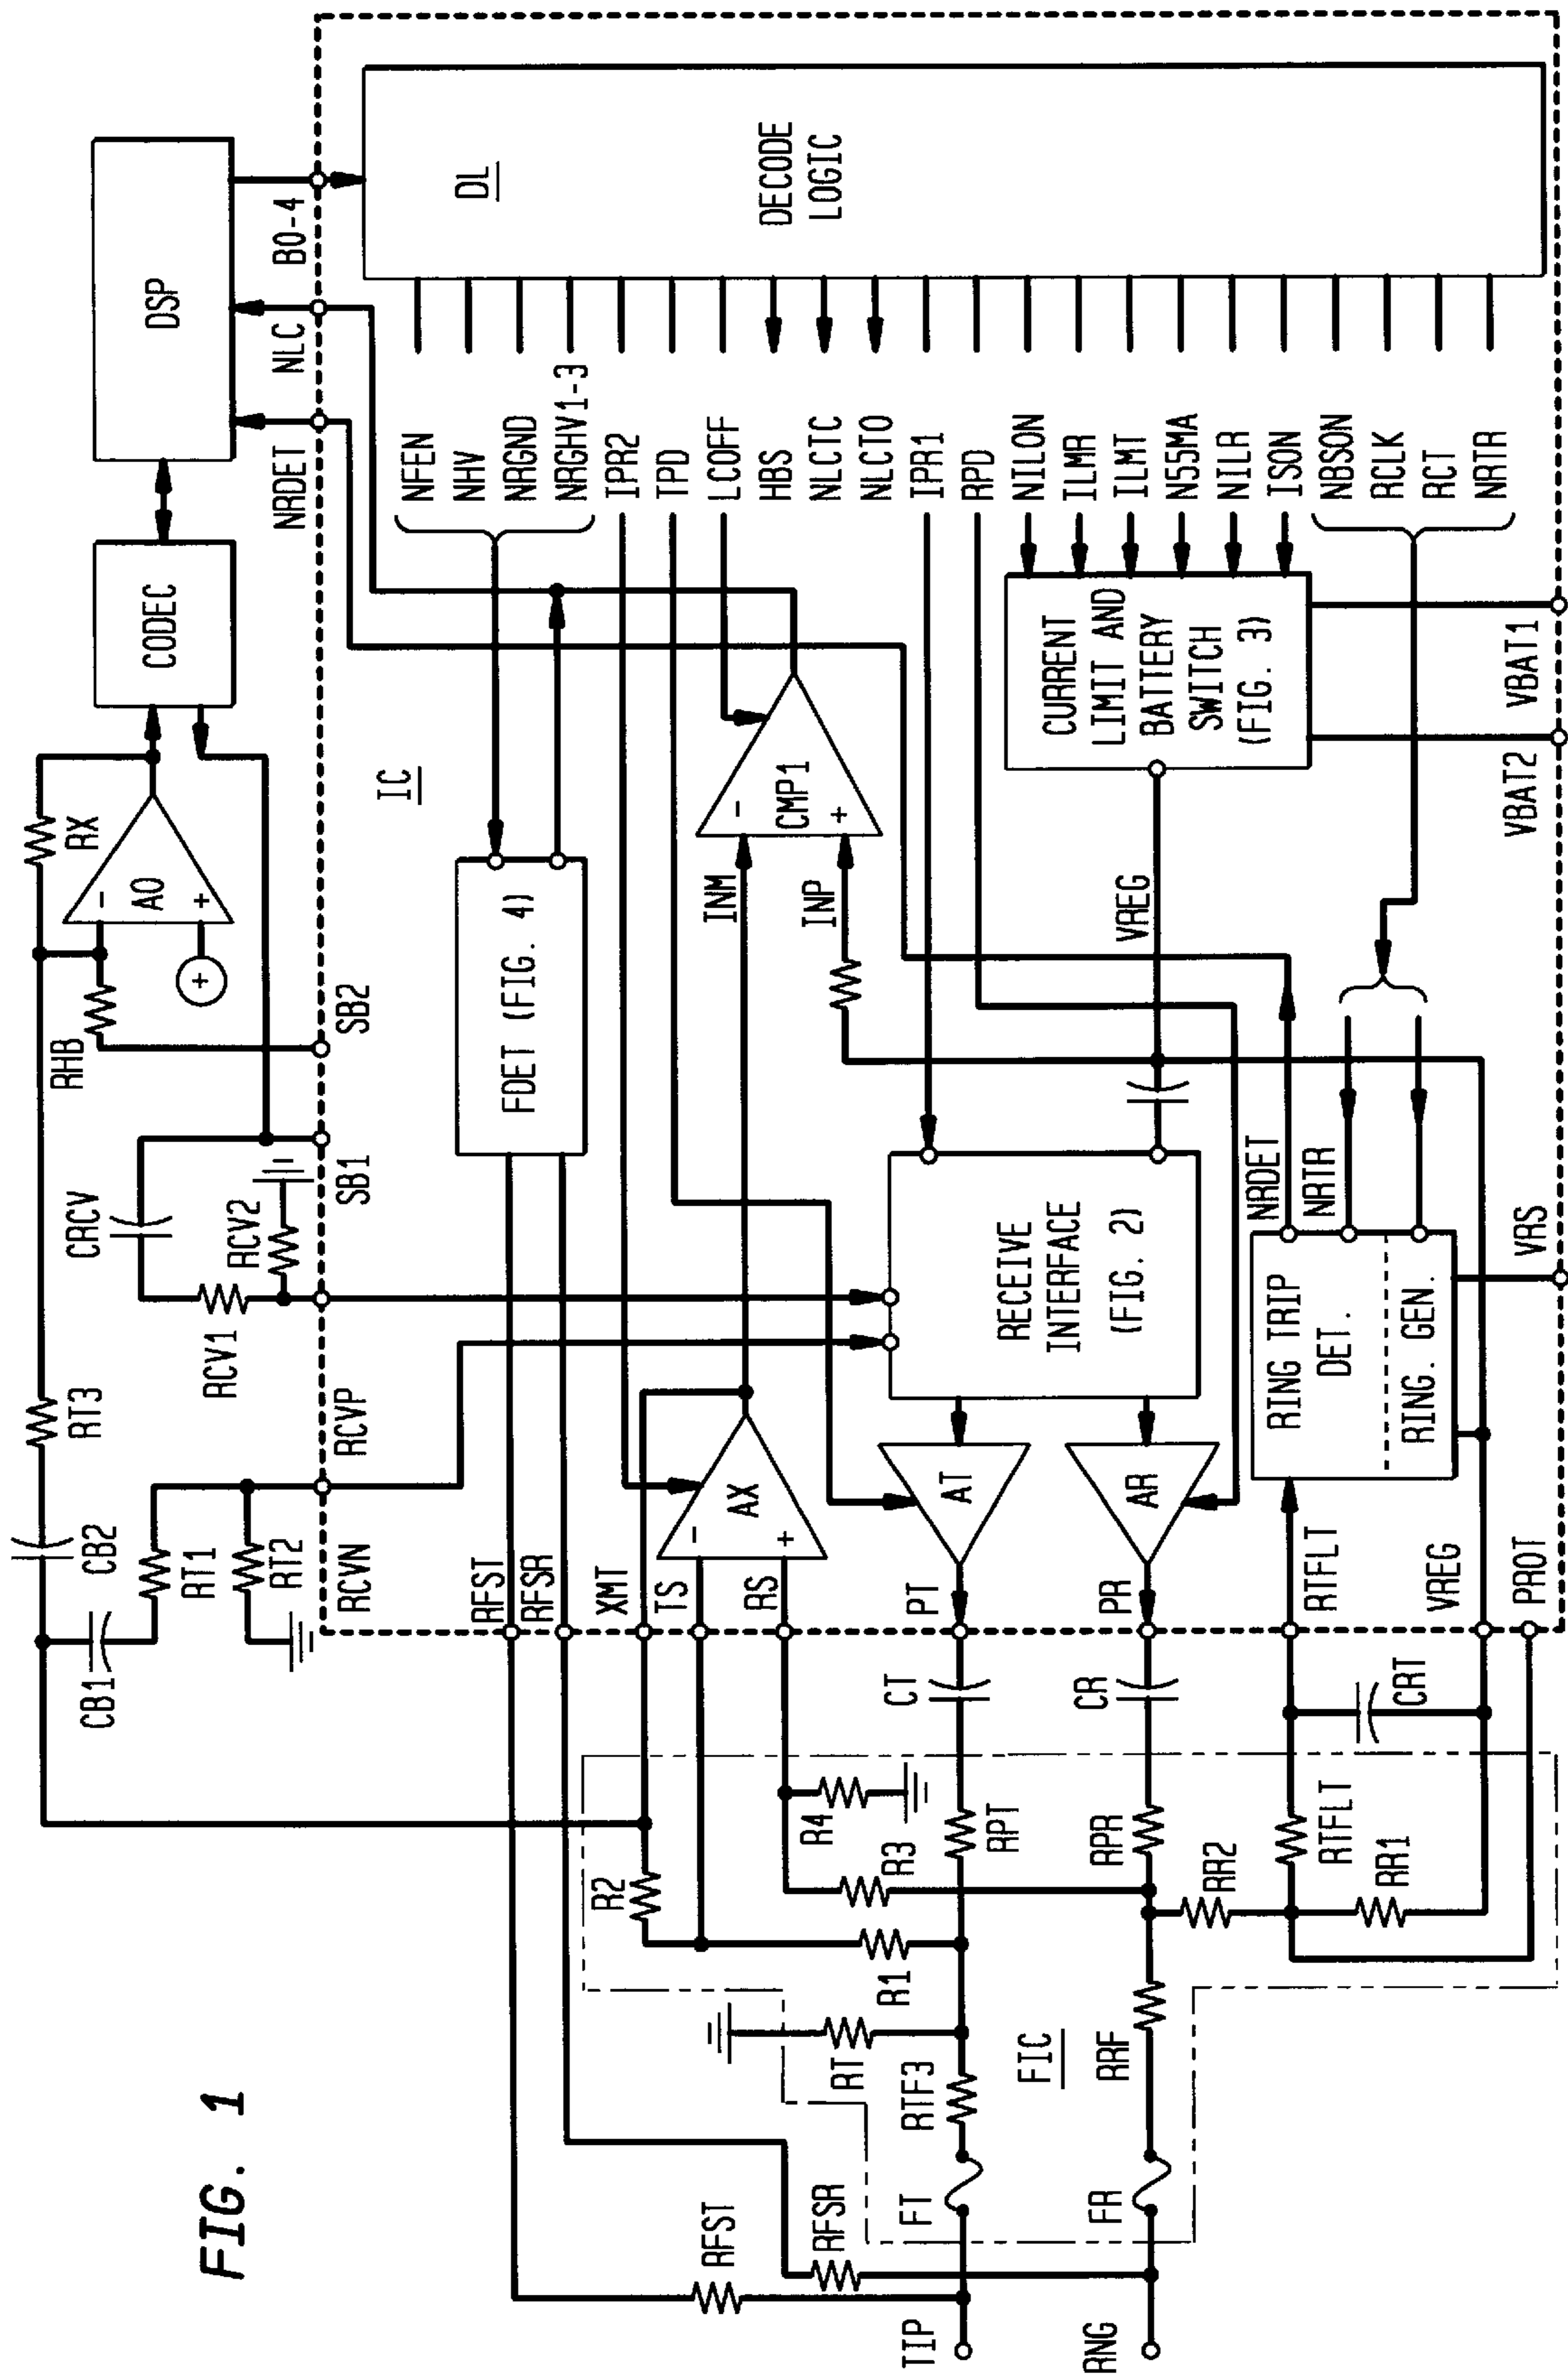 FIG. 1
DSP
CODEC
NRDET
NLC
B0-4
RX
AO
-
+
+
RHB
SB2
SB1
CRCV
RCV2
RCV1
RCVP
RT3
CB2
CB1
RT1
RT2
RCVN
IC
DL
DECODE
LOGIC
NFEN
NHV
NRGND
NRGHV1-3
IPR2
TPD
LCOFF
HBS
NLCTC
NLCTO
IPR1
RPD
NILON
ILMR
ILMT
N55MA
NILR
ISON
NBSON
RCLK
RCT
NRTR
FDET (FIG. 4)
CMP1
-
+
INM
INP
CURRENT
LIMIT AND
BATTERY
SWITCH
(FIG. 3)
VREG
VBAT1
VBAT2
RECEIVE
INTERFACE
(FIG. 2)
AX
-
+
AT
AR
NRDET
NRTR
RING TRIP
DET.
RING. GEN.
VRS
RFST
RFSR
XMT
TS
RS
PT
PR
RTFLT
VREG
PROT
CT
CR
CRT
R4
R3
R2
R1
RPT
RPR
RTFLT
RR2
RR1
RT
RTF3
FIC
RRF
FT
FR
RFST
RFSR
TIP
RNG